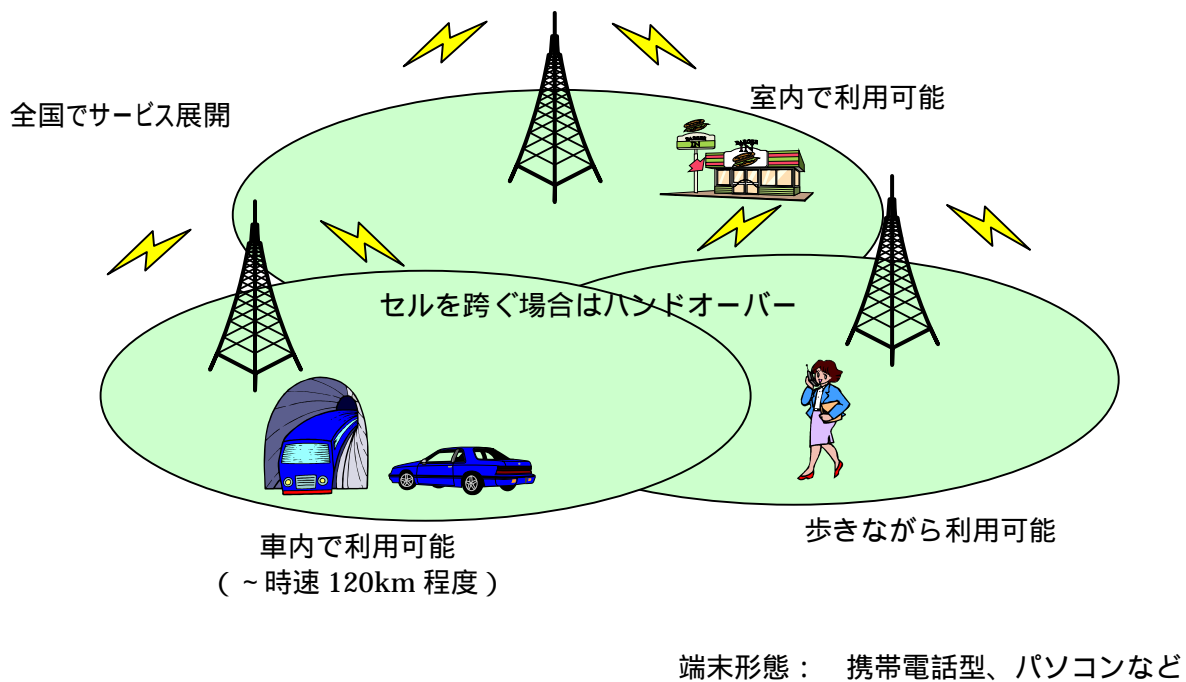 全国でサービス展開
室内で利用可能
IN
IN
セルを跨ぐ場合はハンドオーバー
車内で利用可能
(~時速 120km 程度)
歩きながら利用可能
端末形態： 携帯電話型、パソコンなど